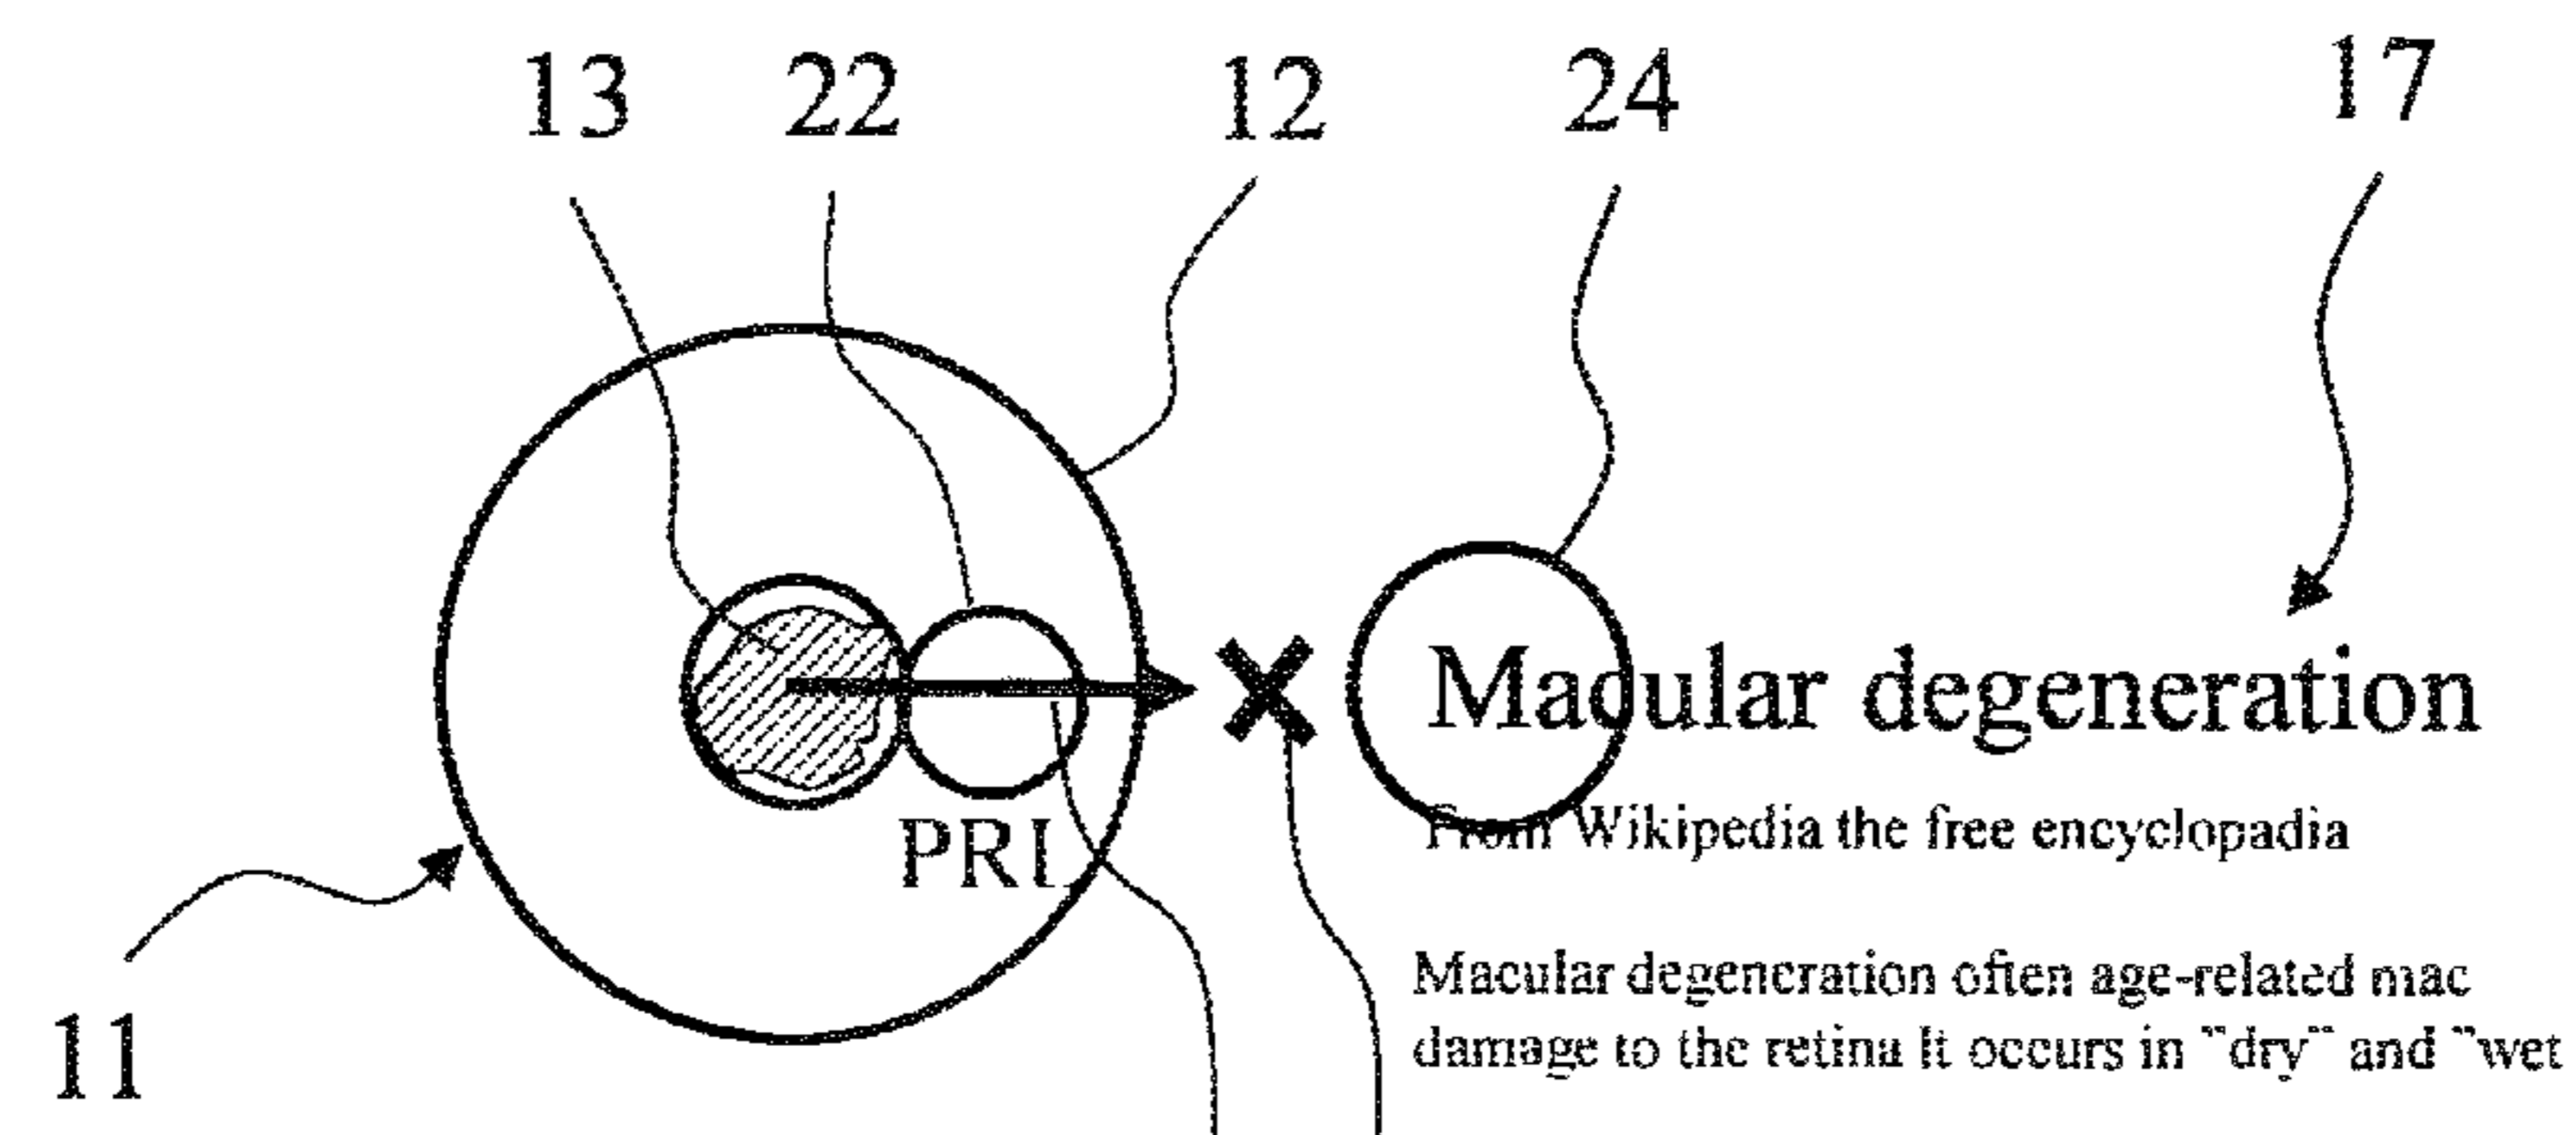 13 22 12 24 17
Macular degeneration
From Wikipedia the free encyclopadia
PRL
Macular degeneration often age-related mac
11
damage to the retina It occurs in "dry" and "wet